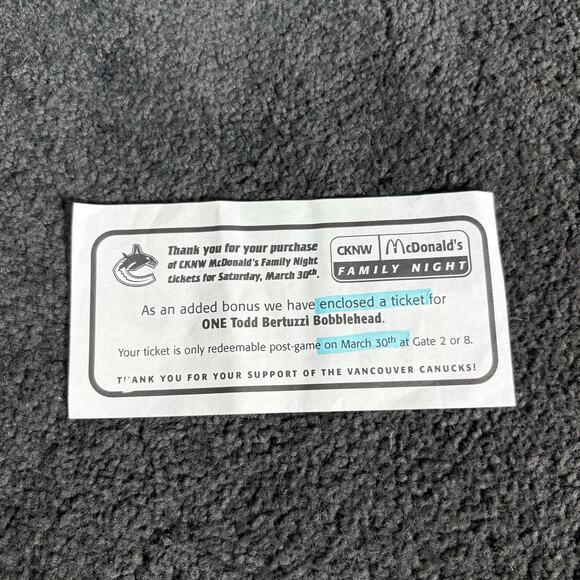 Thank you for your purchase
of CKNW McDonald's Family Night
tickets for Saturday, March 30th.
CKNW McDonald's
FAMILY NIGHT
As an added bonus we have enclosed a ticket for
ONE Todd Bertuzzi Bobblehead.
Your ticket is only redeemable post-game on March 30th at Gate 2 or 8.
THANK YOU FOR YOUR SUPPORT OF THE VANCOUVER CANUCKS!